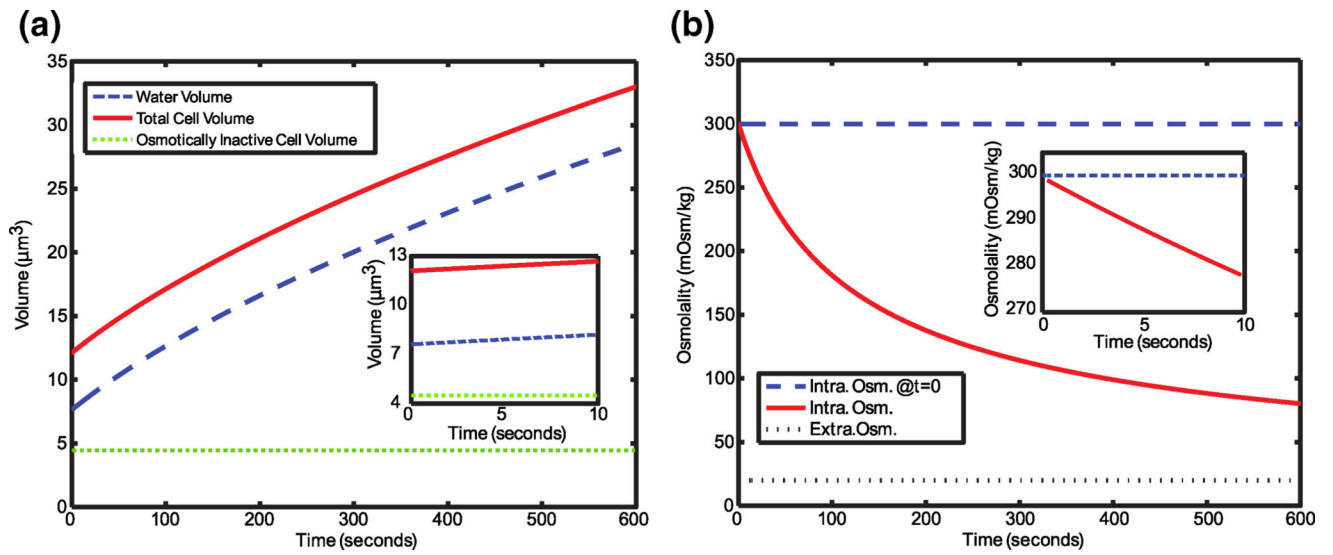 (a)
35
30
25
20
15
10
5
0
Volume (µm³)
Water Volume
Total Cell Volume
Osmotically Inactive Cell Volume
13
10
7
4
Volume (µm³)
0 5 10
Time (seconds)
0 100 200 300 400 500 600
Time (seconds)
(b)
350
300
250
200
150
100
50
0
Osmolality (mOsm/kg)
300
290
280
270
Osmolality (mOsm/kg)
0 5 10
Time (seconds)
Intra. Osm. @t=0
Intra. Osm.
Extra.Osm.
0 100 200 300 400 500 600
Time (seconds)